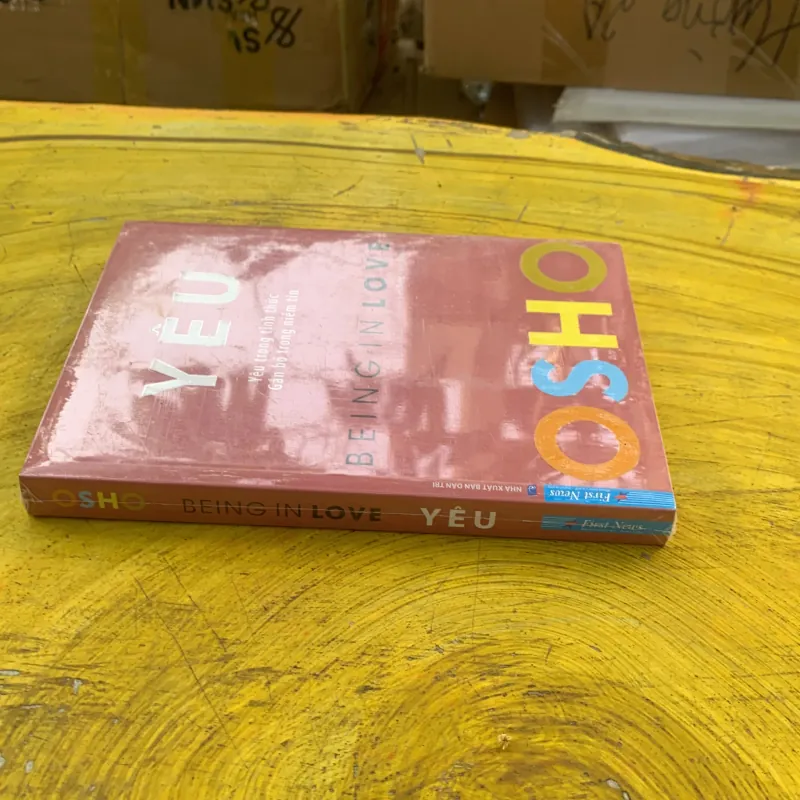 OSHO
BEING IN LOVE
YÊU
Yêu trong tỉnh thức
Gắn bó trong niềm tin
NHÀ XUẤT BẢN DÂN TRÍ
First News
OSHO BEING IN LOVE YÊU First News